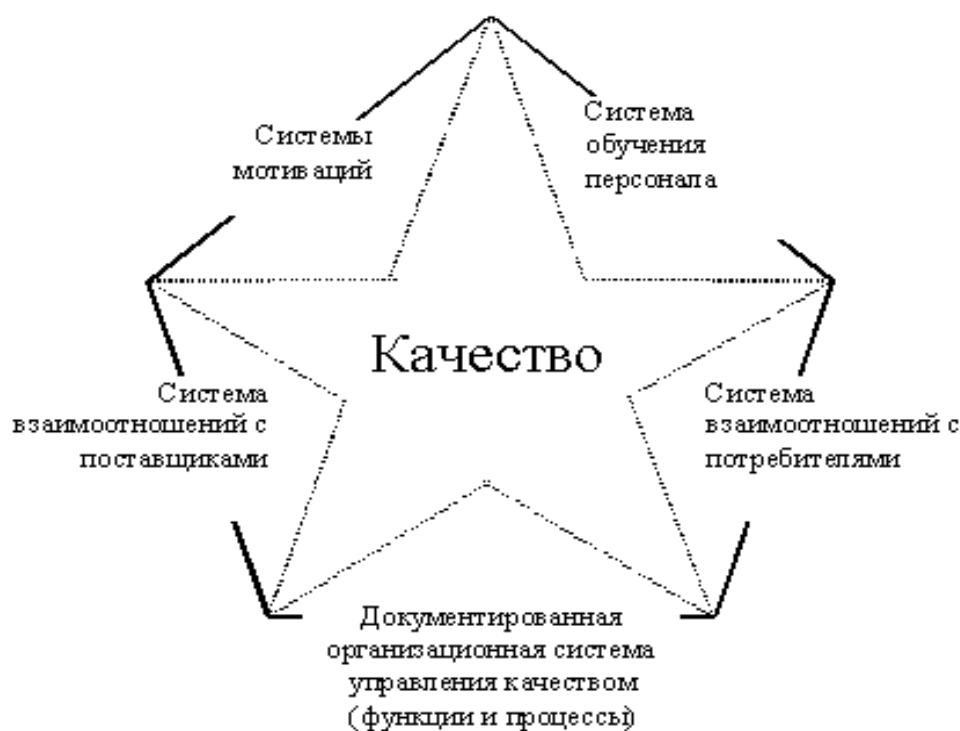 Системы
мотиваций
Система
обучения
персонала
Качество
Система
взаимоотношений с
поставщиками
Система
взаимоотношений с
потребителями
Документированная
организационная система
управления качеством
(функции и процессы)